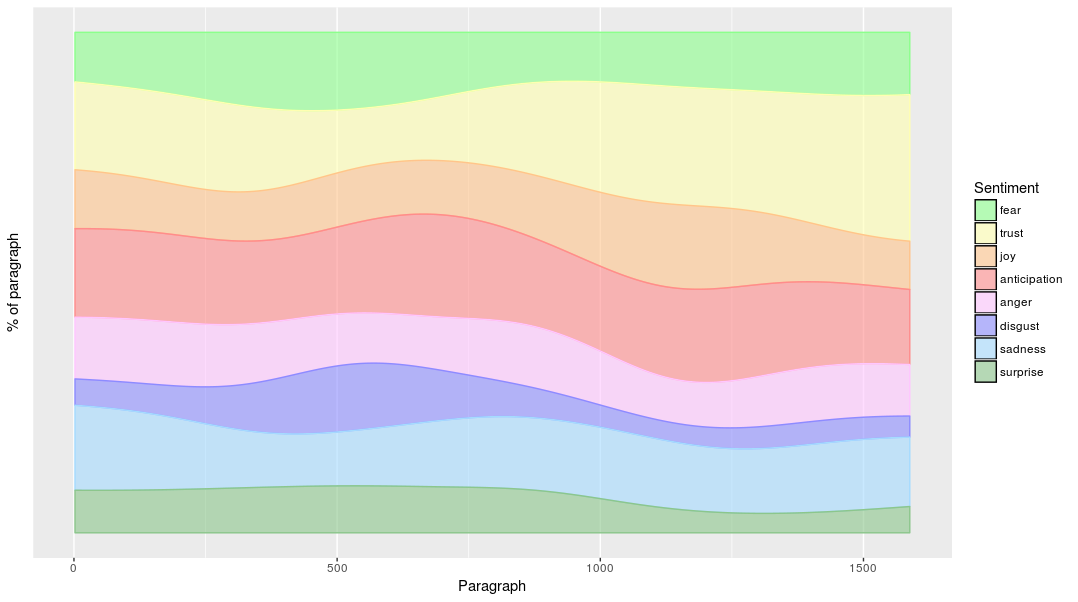 % of paragraph
0
500
1000
1500
Paragraph
Sentiment
fear
trust
joy
anticipation
anger
disgust
sadness
surprise